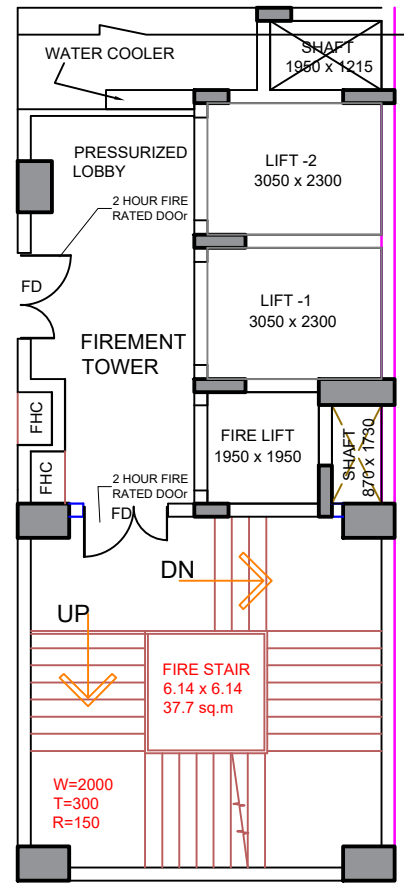 WATER COOLER
SHAFT
1950 x 1215
PRESSURIZED
LOBBY
LIFT -2
3050 x 2300
2 HOUR FIRE
RATED DOOr
FD
LIFT -1
3050 x 2300
FIREMENT
TOWER
FHC
FHC
FIRE LIFT
1950 x 1950
SHAFT
870 x 1730
2 HOUR FIRE
RATED DOOr
FD
DN
UP
FIRE STAIR
6.14 x 6.14
37.7 sq.m
W=2000
T=300
R=150